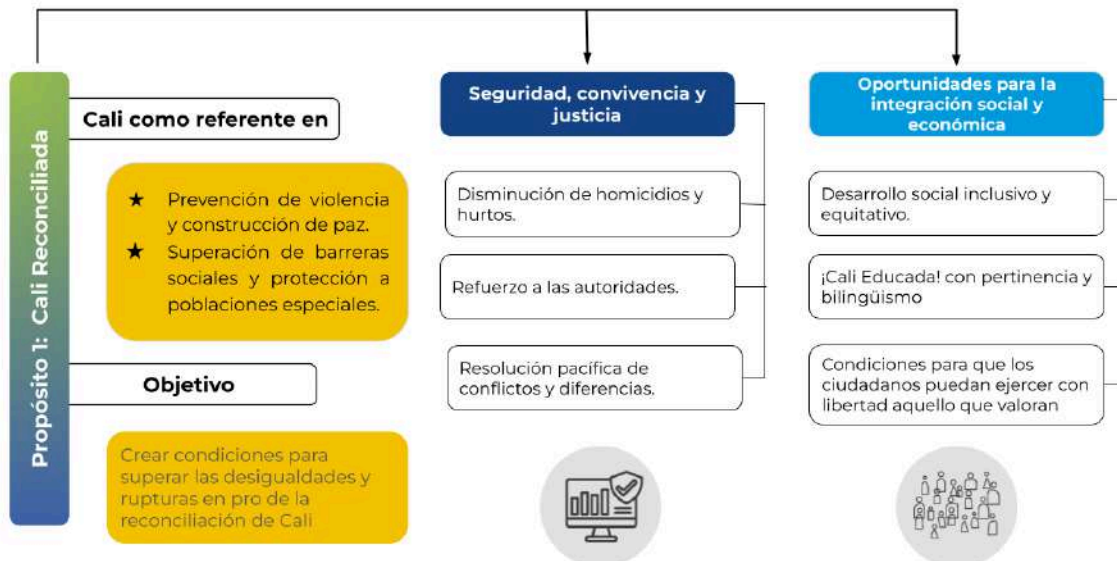 Propósito 1: Cali Reconciliada
Cali como referente en
★ Prevención de violencia
y construcción de paz.
★ Superación de barreras
sociales y protección a
poblaciones especiales.
Objetivo
Crear condiciones para
superar las desigualdades y
rupturas en pro de la
reconciliación de Cali
Seguridad, convivencia y
justicia
Disminución de homicidios y
hurtos.
Refuerzo a las autoridades.
Resolución pacífica de
conflictos y diferencias.
Oportunidades para la
integración social y
económica
Desarrollo social inclusivo y
equitativo.
¡Cali Educada! con pertinencia y
bilingüismo
Condiciones para que los
ciudadanos puedan ejercer con
libertad aquello que valoran